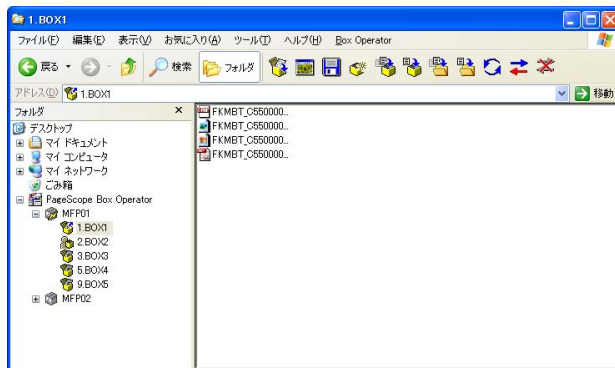 1.BOX1
ファイル(F) 編集(E) 表示(V) お気に入り(A) ツール(T) ヘルプ(H) Box Operator
戻る 検索 フォルダ
アドレス(D) 1.BOX1 移動
フォルダ ×
デスクトップ
マイ ドキュメント
マイ コンピュータ
マイ ネットワーク
ごみ箱
PageScope Box Operator
MFP01
1.BOX1
2.BOX2
3.BOX3
5.BOX4
9.BOX5
MFP02
FKMBT_C550000...
FKMBT_C550000...
FKMBT_C550000...
FKMBT_C550000...